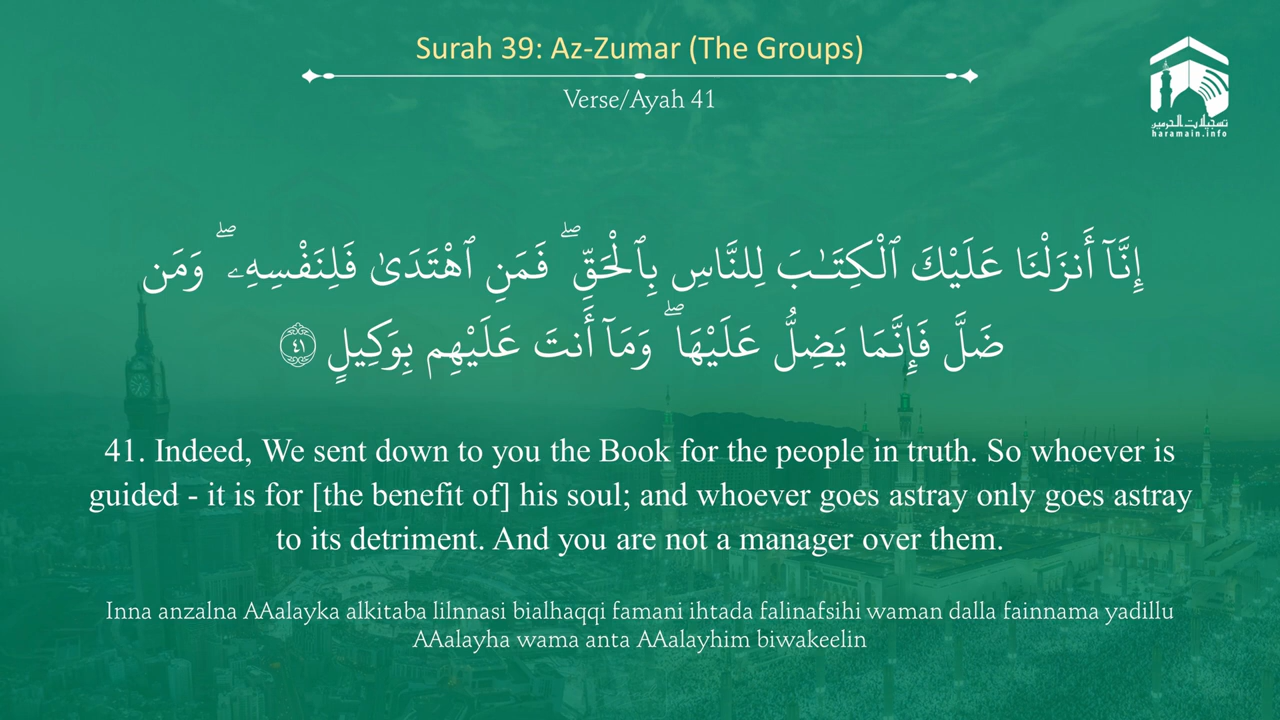 Surah 39: Az-Zumar (The Groups)
Verse/Ayah 41
تسجيلات الحرمين
haramain.info
إِنَّآ أَنزَلْنَا عَلَيْكَ ٱلْكِتَـٰبَ لِلنَّاسِ بِٱلْحَقِّ ۖ فَمَنِ ٱهْتَدَىٰ فَلِنَفْسِهِۦ ۖ وَمَن
ضَلَّ فَإِنَّمَا يَضِلُّ عَلَيْهَا ۖ وَمَآ أَنتَ عَلَيْهِم بِوَكِيلٍ ٤١
41. Indeed, We sent down to you the Book for the people in truth. So whoever is
guided - it is for [the benefit of] his soul; and whoever goes astray only goes astray
to its detriment. And you are not a manager over them.
Inna anzalna AAalayka alkitaba lilnnasi bialhaqqi famani ihtada falinafsihi waman dalla fainnama yadillu
AAalayha wama anta AAalayhim biwakeelin